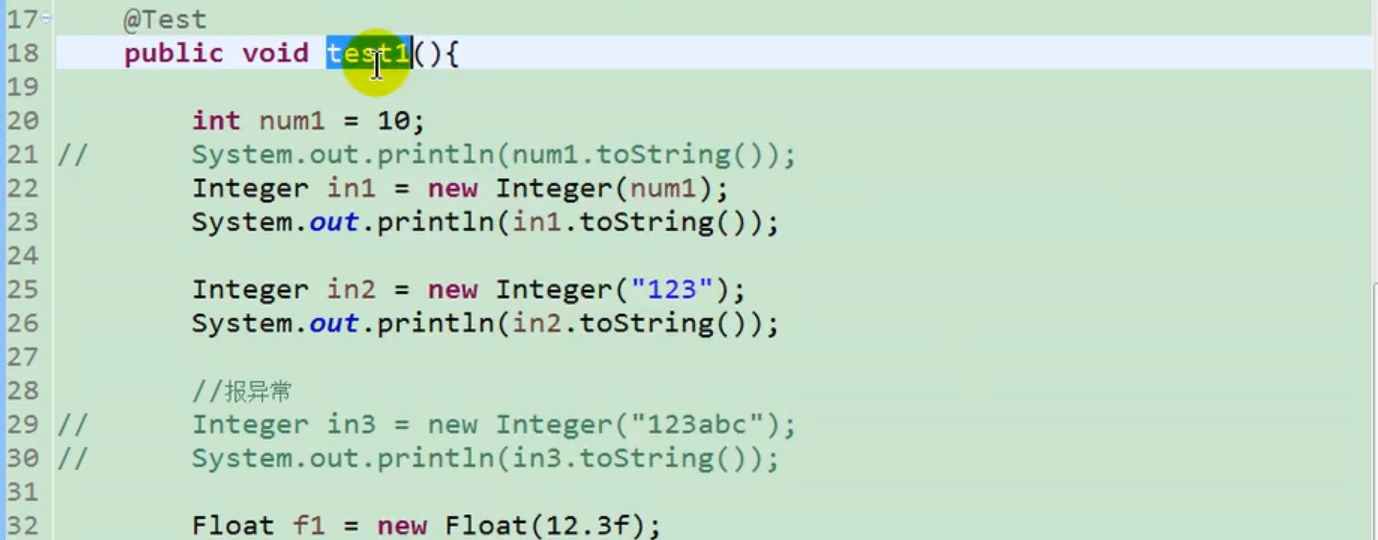 17 @Test
18 public void test1(){
19
20 int num1 = 10;
21 // System.out.println(num1.toString());
22 Integer in1 = new Integer(num1);
23 System.out.println(in1.toString());
24
25 Integer in2 = new Integer("123");
26 System.out.println(in2.toString());
27
28 //报异常
29 // Integer in3 = new Integer("123abc");
30 // System.out.println(in3.toString());
31
32 Float f1 = new Float(12.3f);